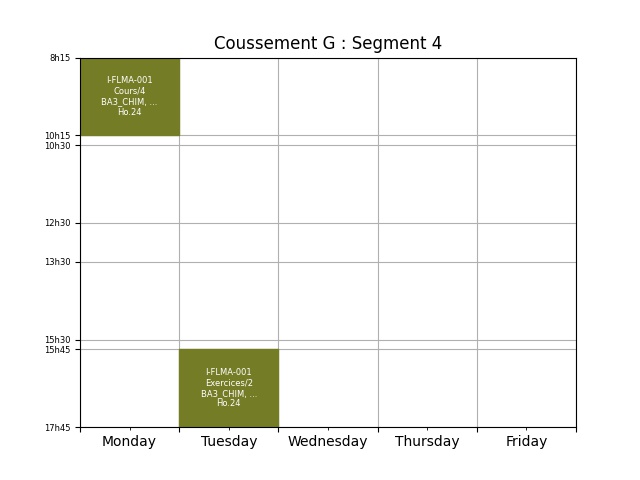 Coussement G : Segment 4
8h15
I-FLMA-001
Cours/4
BA3_CHIM, ...
Ho.24
10h15
10h30
12h30
13h30
15h30
15h45
I-FLMA-001
Exercices/2
BA3_CHIM, ...
Ho.24
17h45
Monday Tuesday Wednesday Thursday Friday